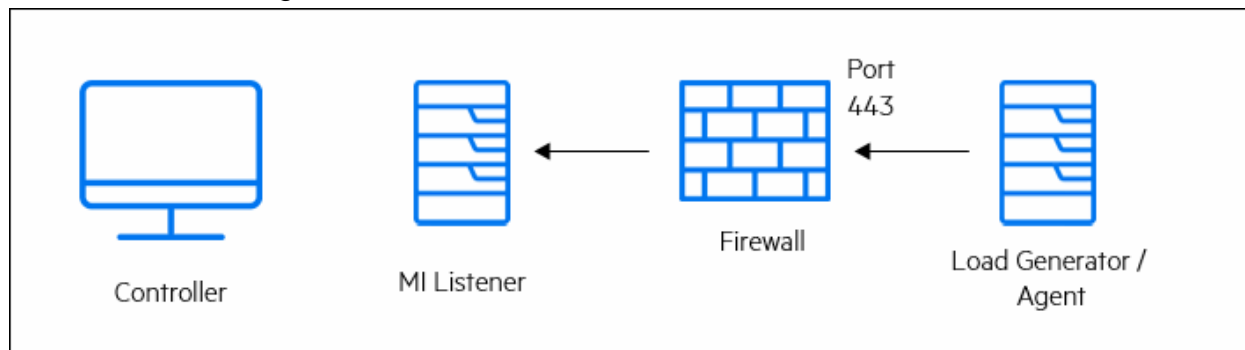 Port
443
Firewall
Load Generator /
Agent
MI Listener
Controller